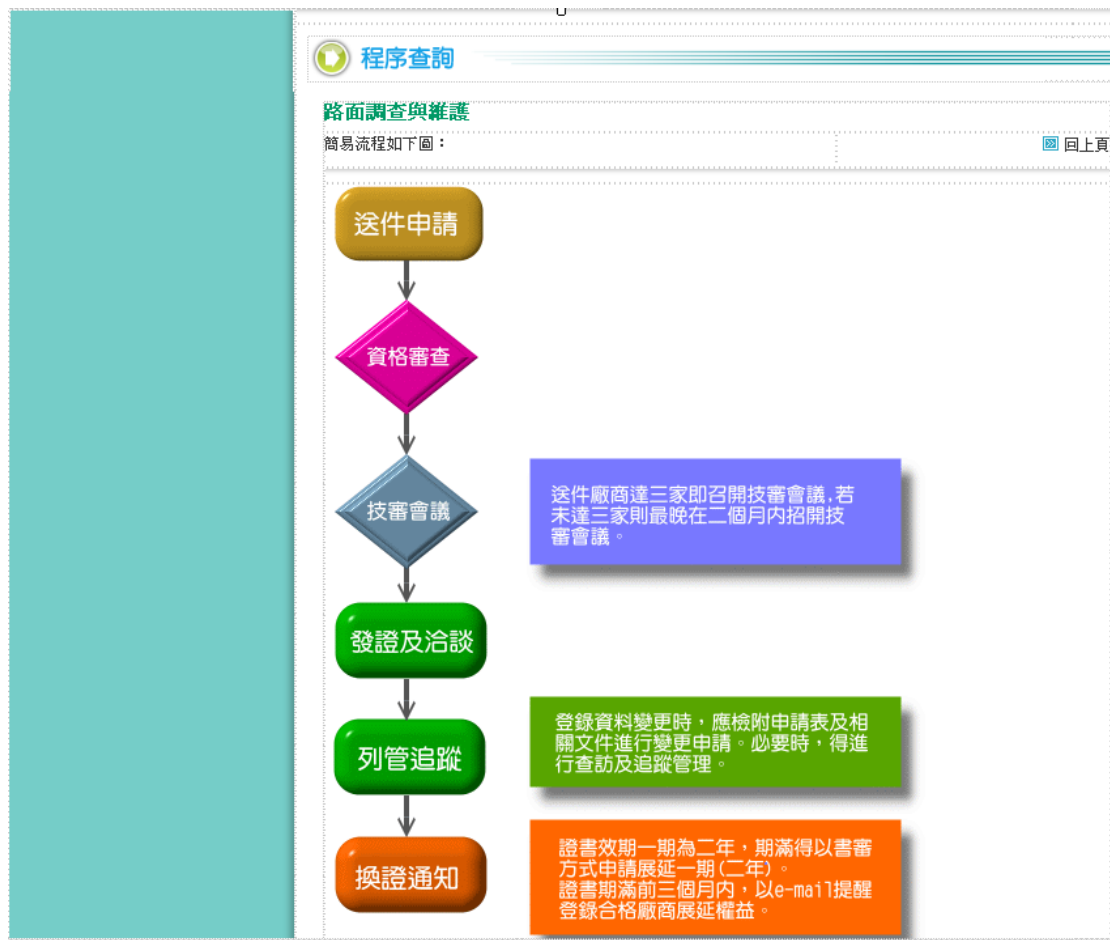 程序查詢
路面調查與維護
簡易流程如下圖：
回上頁
送件申請
資格審查
技審會議
送件廠商達三家即召開技審會議,若
未達三家則最晚在二個月內招開技
審會議。
發證及洽談
列管追蹤
登錄資料變更時，應檢附申請表及相
關文件進行變更申請。必要時，得進
行查訪及追蹤管理。
換證通知
證書效期一期為二年，期滿得以書審
方式申請展延一期(二年)。
證書期滿前三個月內，以e-mail提醒
登錄合格廠商展延權益。